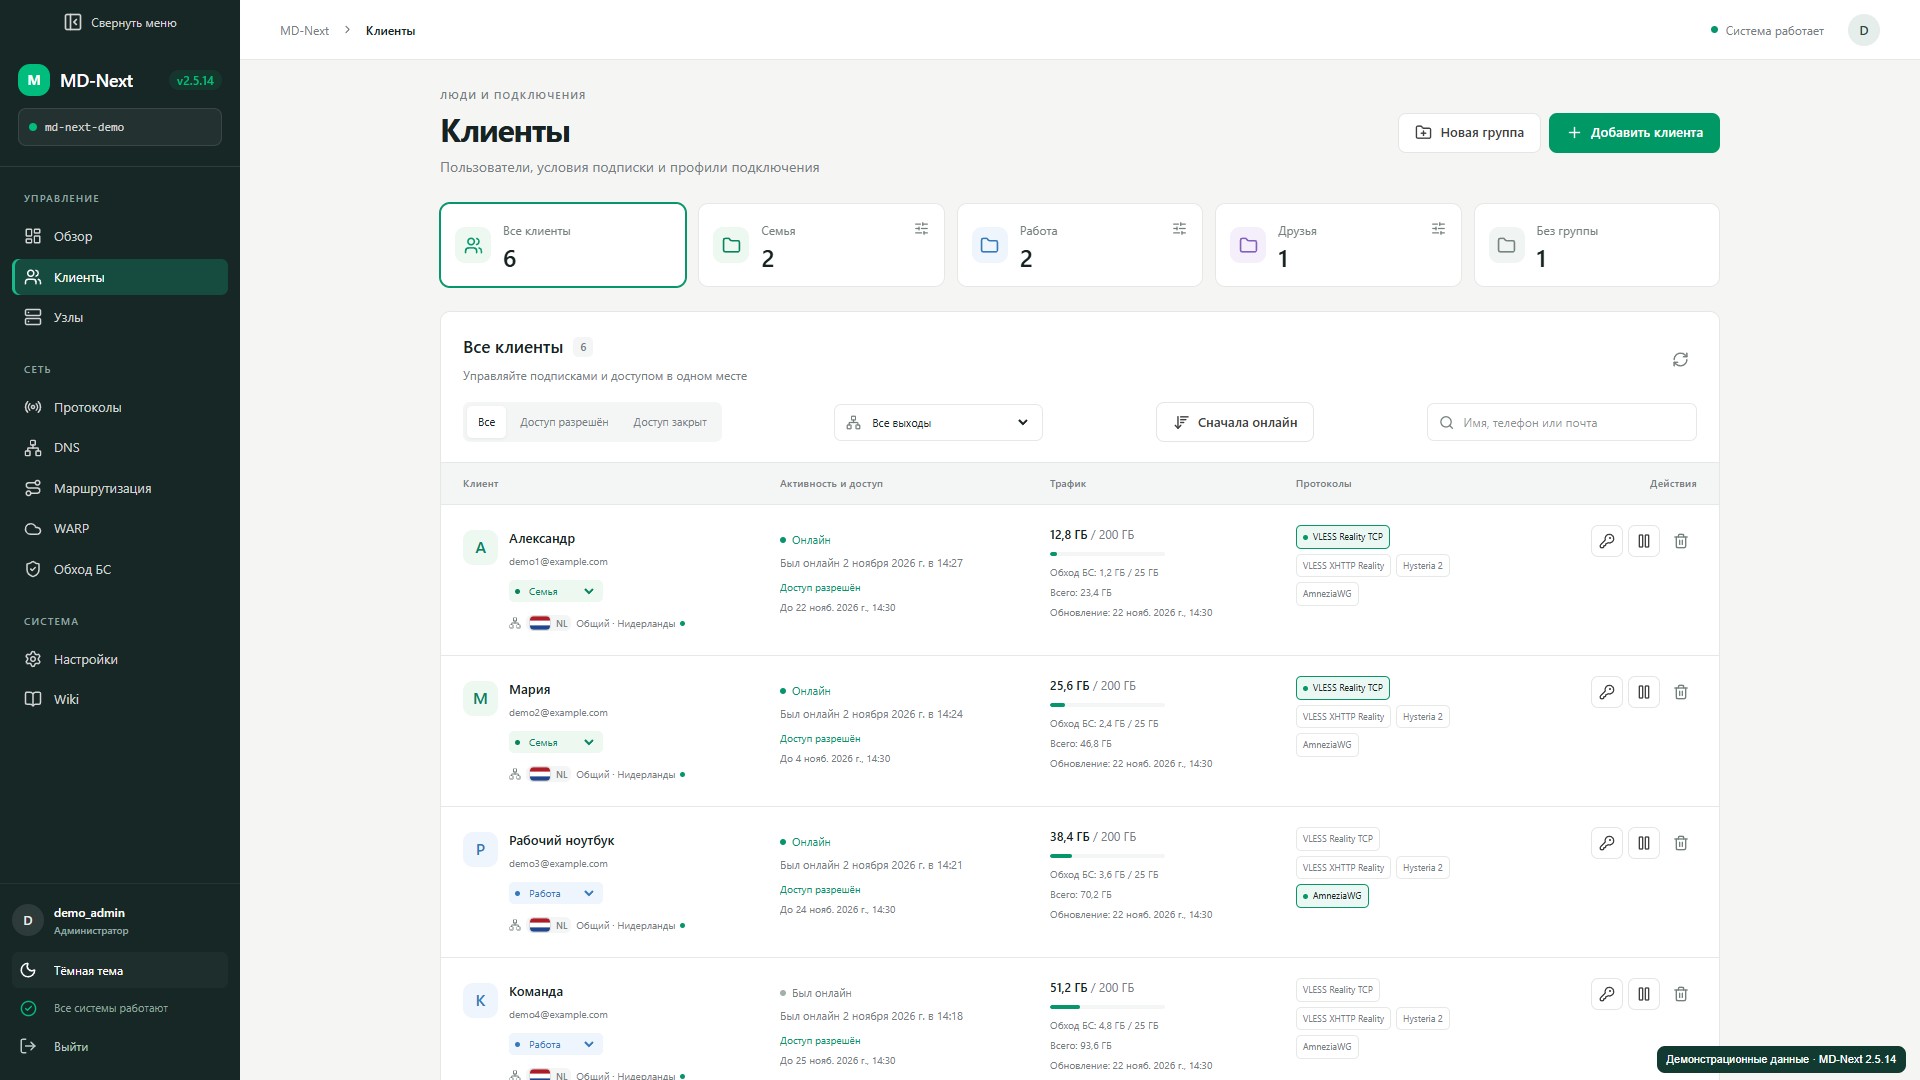 Свернуть меню
M MD-Next v2.5.14
md-next-demo
УПРАВЛЕНИЕ
Обзор
Клиенты
Узлы
СЕТЬ
Протоколы
DNS
Маршрутизация
WARP
Обход БС
СИСТЕМА
Настройки
Wiki
D demo_admin
Администратор
Тёмная тема
Все системы работают
Выйти
MD-Next Клиенты
Система работает D
ЛЮДИ И ПОДКЛЮЧЕНИЯ
Клиенты
Пользователи, условия подписки и профили подключения
Новая группа
Добавить клиента
Все клиенты
6
Семья
2
Работа
2
Друзья
1
Без группы
1
Все клиенты 6
Управляйте подписками и доступом в одном месте
Все Доступ разрешён Доступ закрыт
Все выходы
Сначала онлайн
Имя, телефон или почта
Клиент Активность и доступ Трафик Протоколы Действия
А Александр
demo1@example.com
Семья
NL Общий · Нидерланды
Онлайн
Был онлайн 2 ноября 2026 г. в 14:27
Доступ разрешён
До 22 нояб. 2026 г., 14:30
12,8 ГБ / 200 ГБ
Обход БС: 1,2 ГБ / 25 ГБ
Всего: 23,4 ГБ
Обновление: 22 нояб. 2026 г., 14:30
VLESS Reality TCP
VLESS XHTTP Reality Hysteria 2
AmneziaWG
М Мария
demo2@example.com
Семья
NL Общий · Нидерланды
Онлайн
Был онлайн 2 ноября 2026 г. в 14:24
Доступ разрешён
До 4 нояб. 2026 г., 14:30
25,6 ГБ / 200 ГБ
Обход БС: 2,4 ГБ / 25 ГБ
Всего: 46,8 ГБ
Обновление: 22 нояб. 2026 г., 14:30
VLESS Reality TCP
VLESS XHTTP Reality Hysteria 2
AmneziaWG
Р Рабочий ноутбук
demo3@example.com
Работа
NL Общий · Нидерланды
Онлайн
Был онлайн 2 ноября 2026 г. в 14:21
Доступ разрешён
До 24 нояб. 2026 г., 14:30
38,4 ГБ / 200 ГБ
Обход БС: 3,6 ГБ / 25 ГБ
Всего: 70,2 ГБ
Обновление: 22 нояб. 2026 г., 14:30
VLESS Reality TCP
VLESS XHTTP Reality Hysteria 2
AmneziaWG
К Команда
demo4@example.com
Работа
NL Общий · Нидерланды
Был онлайн
Был онлайн 2 ноября 2026 г. в 14:18
Доступ разрешён
До 25 нояб. 2026 г., 14:30
51,2 ГБ / 200 ГБ
Обход БС: 4,8 ГБ / 25 ГБ
Всего: 93,6 ГБ
Обновление: 22 нояб. 2026 г., 14:30
VLESS Reality TCP
VLESS XHTTP Reality Hysteria 2
AmneziaWG
Демонстрационные данные · MD-Next 2.5.14